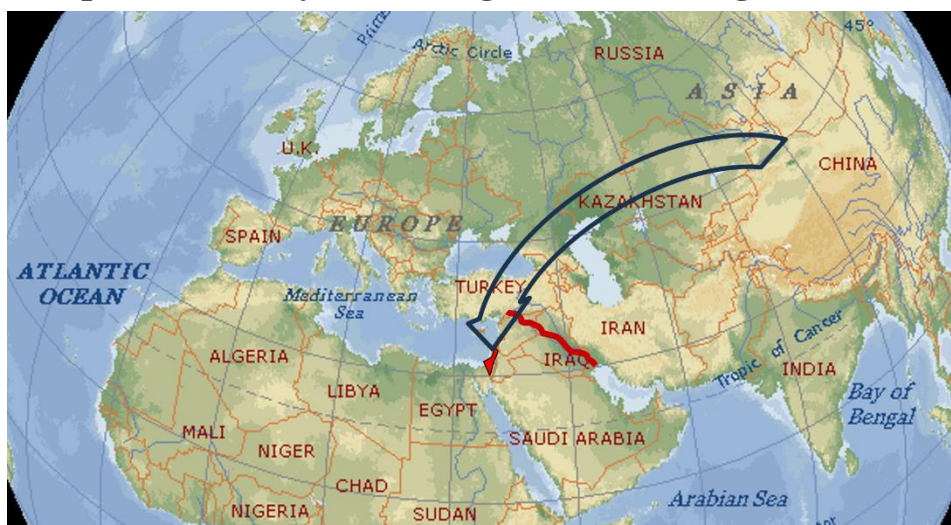 Arctic Circle
RUSSIA
45°
A S I A
U.K.
CHINA
KAZAKHSTAN
EUROPE
SPAIN
ATLANTIC
OCEAN
TURKEY
Mediterranean
Sea
IRAN
Tropic of Cancer
ALGERIA
IRAQ
INDIA
LIBYA
EGYPT
Bay of
Bengal
MALI
SAUDI ARABIA
NIGER
CHAD
Arabian Sea
NIGERIA
SUDAN